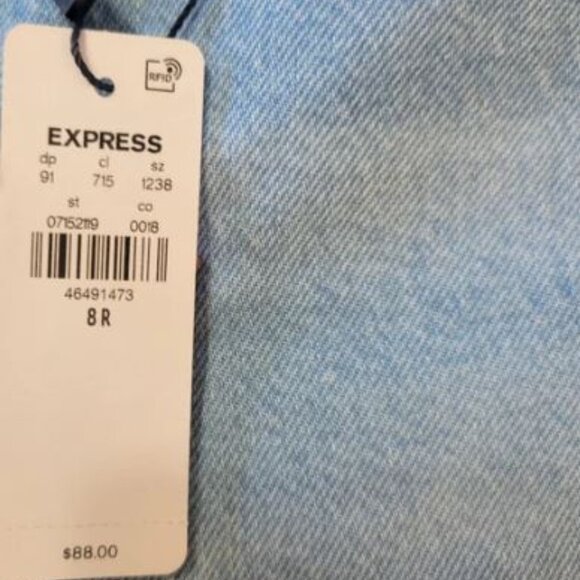 RFID
EXPRESS
dp cl sz
91 715 1238
st co
07152119 0018
46491473
8 R
$88.00